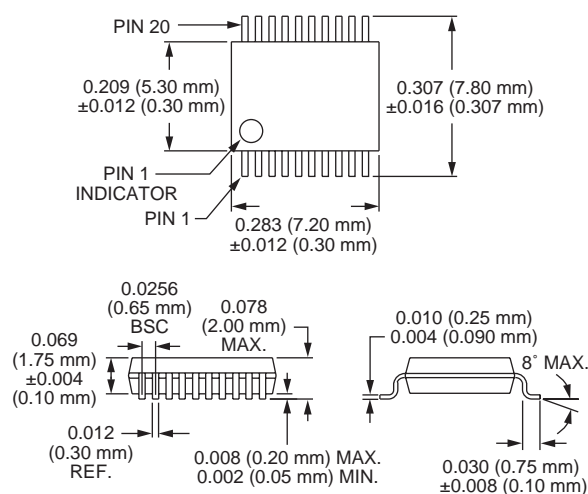 PIN 20
0.209 (5.30 mm)
±0.012 (0.30 mm)
0.307 (7.80 mm)
±0.016 (0.307 mm)
PIN 1
INDICATOR
PIN 1
0.283 (7.20 mm)
±0.012 (0.30 mm)
0.0256
(0.65 mm)
BSC
0.078
(2.00 mm)
MAX.
0.069
(1.75 mm)
±0.004
(0.10 mm)
0.012
(0.30 mm)
REF.
0.008 (0.20 mm) MAX.
0.002 (0.05 mm) MIN.
0.010 (0.25 mm)
0.004 (0.090 mm)
8° MAX.
0.030 (0.75 mm)
±0.008 (0.10 mm)